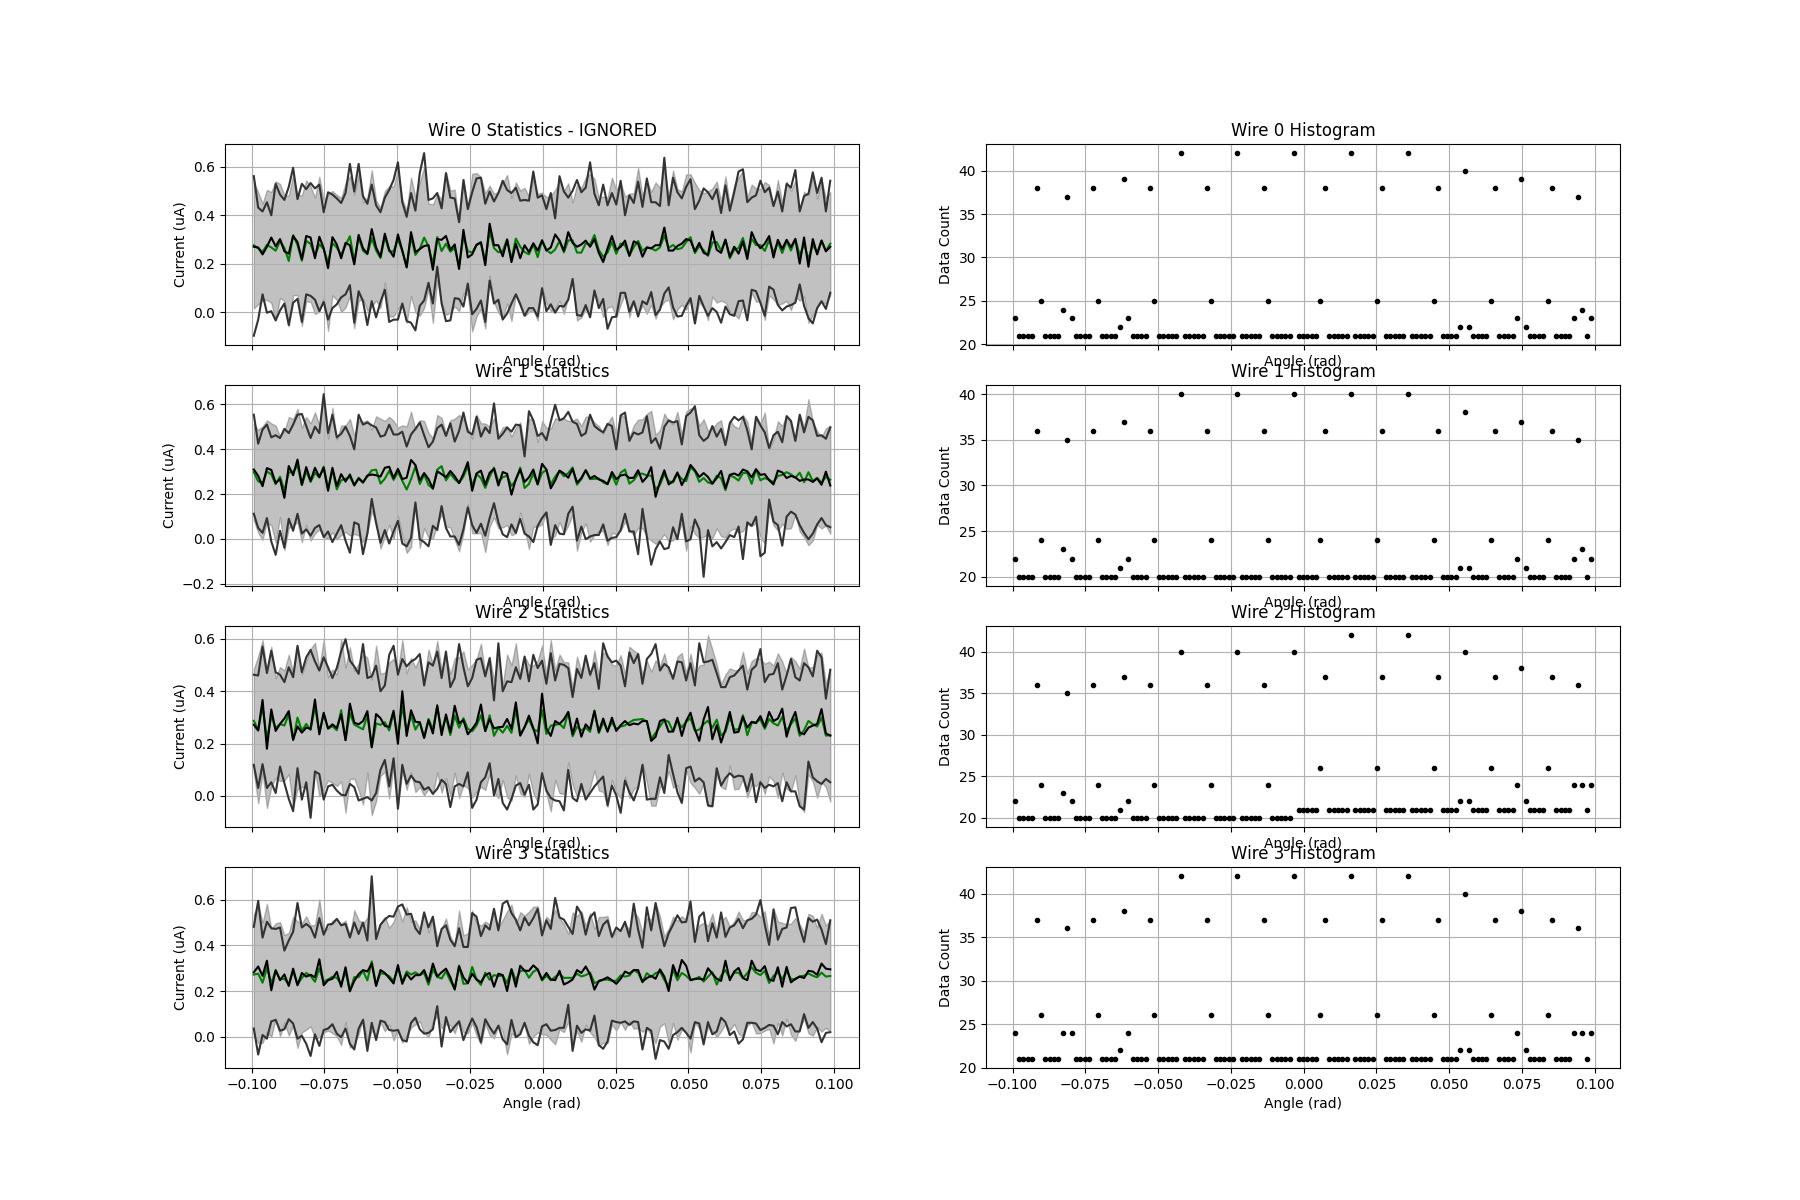 Wire 0 Statistics - IGNORED
Current (uA)
0.6
0.4
0.2
0.0
Angle (rad)
Wire 0 Histogram
Data Count
40
35
30
25
20
Angle (rad)
Wire 1 Statistics
Current (uA)
0.6
0.4
0.2
0.0
−0.2
Angle (rad)
Wire 1 Histogram
Data Count
40
35
30
25
20
Angle (rad)
Wire 2 Statistics
Current (uA)
0.6
0.4
0.2
0.0
Angle (rad)
Wire 2 Histogram
Data Count
40
35
30
25
20
Angle (rad)
Wire 3 Statistics
Current (uA)
0.6
0.4
0.2
0.0
−0.100 −0.075 −0.050 −0.025 0.000 0.025 0.050 0.075 0.100
Angle (rad)
Wire 3 Histogram
Data Count
40
35
30
25
20
−0.100 −0.075 −0.050 −0.025 0.000 0.025 0.050 0.075 0.100
Angle (rad)